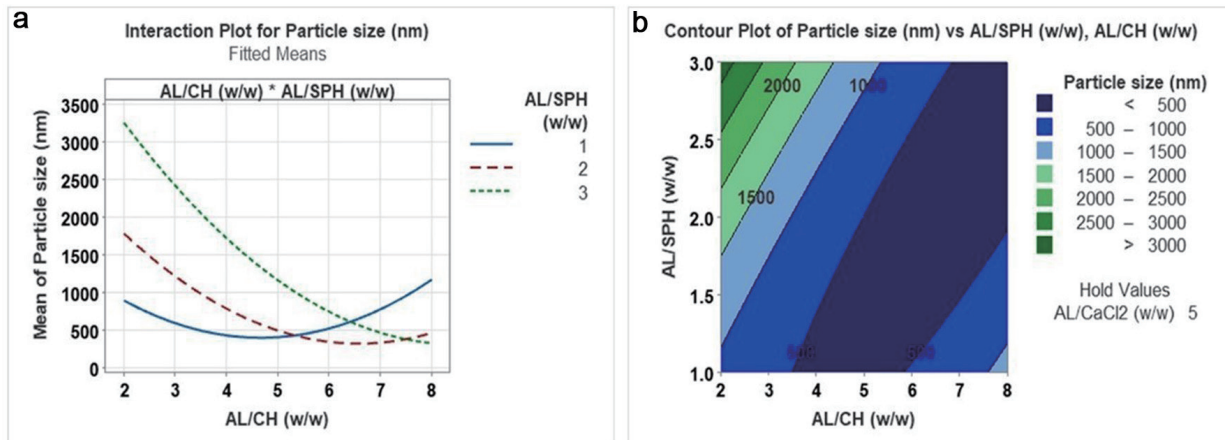 a
Interaction Plot for Particle size (nm)
Fitted Means
AL/CH (w/w) * AL/SPH (w/w)
Mean of Particle size (nm)
3500
3000
2500
2000
1500
1000
500
0
2 3 4 5 6 7 8
AL/CH (w/w)
AL/SPH
(w/w)
1
2
3
b
Contour Plot of Particle size (nm) vs AL/SPH (w/w), AL/CH (w/w)
AL/SPH (w/w)
3.0
2.5
2.0
1.5
1.0
2000
1500
2 3 4 5 6 7 8
AL/CH (w/w)
Particle size (nm)
< 500
500 – 1000
1000 – 1500
1500 – 2000
2000 – 2500
2500 – 3000
> 3000
Hold Values
AL/CaCl2 (w/w) 5